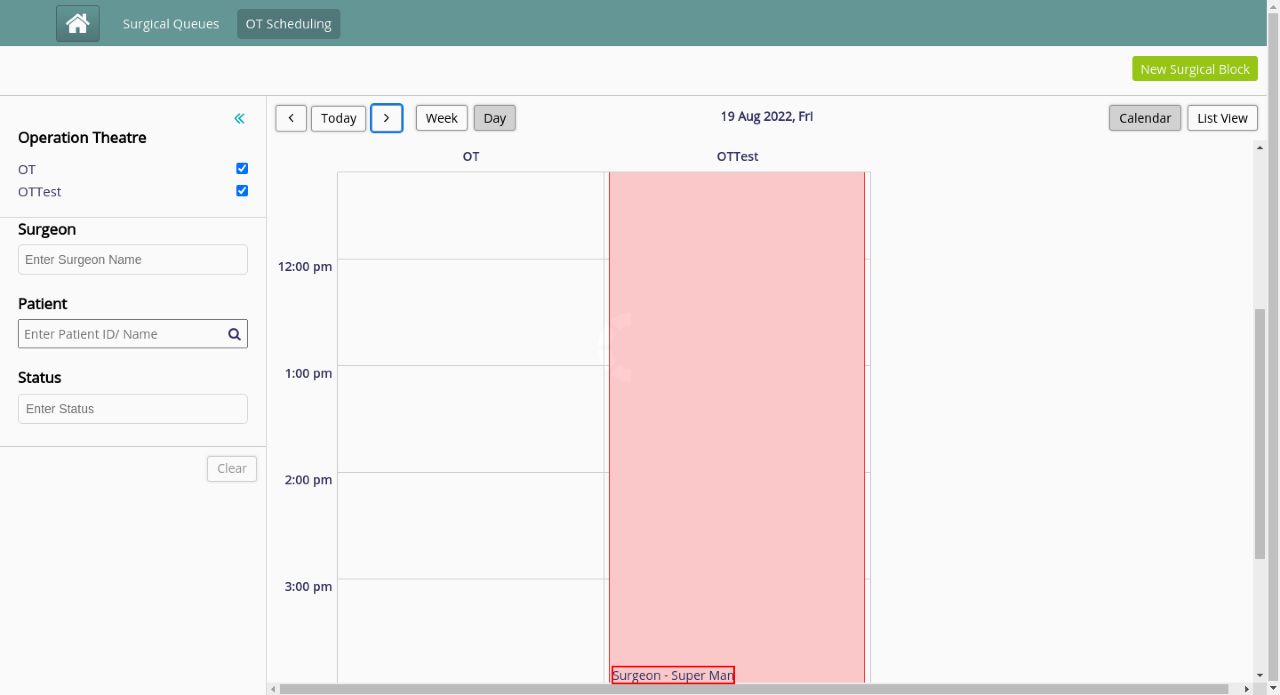 Surgical Queues
OT Scheduling
New Surgical Block
Operation Theatre
OT
OTTest
Surgeon
Enter Surgeon Name
Patient
Enter Patient ID/ Name
Status
Enter Status
Clear
Today
Week
Day
19 Aug 2022, Fri
Calendar
List View
OT
OTTest
12:00 pm
1:00 pm
2:00 pm
3:00 pm
Surgeon - Super Man